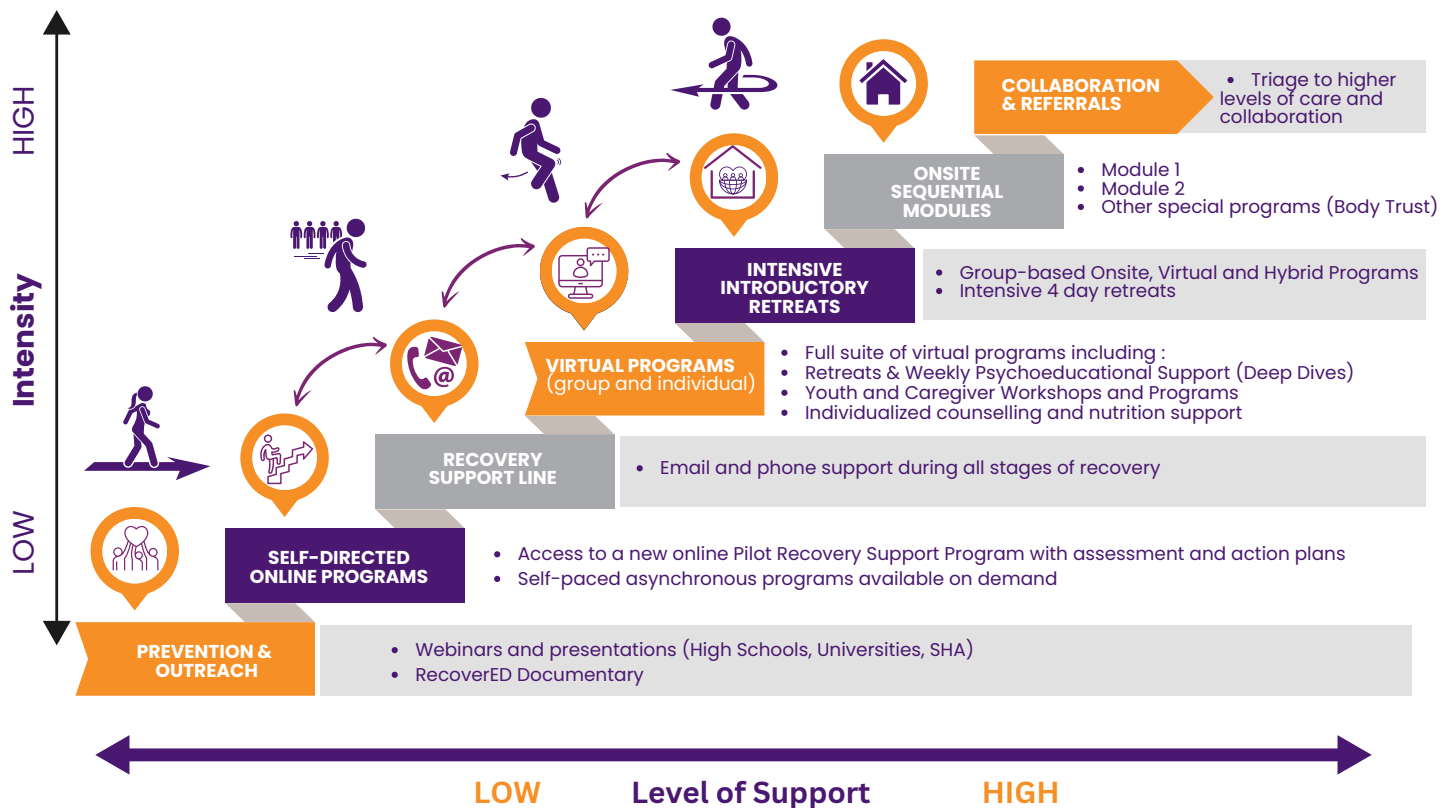 HIGH
Intensity
LOW
COLLABORATION
& REFERRALS
• Triage to higher
levels of care and
collaboration
ONSITE
SEQUENTIAL
MODULES
• Module 1
• Module 2
• Other special programs (Body Trust)
INTENSIVE
INTRODUCTORY
RETREATS
• Group-based Onsite, Virtual and Hybrid Programs
• Intensive 4 day retreats
VIRTUAL PROGRAMS
(group and individual)
• Full suite of virtual programs including :
• Retreats & Weekly Psychoeducational Support (Deep Dives)
• Youth and Caregiver Workshops and Programs
• Individualized counselling and nutrition support
@
RECOVERY
SUPPORT LINE
• Email and phone support during all stages of recovery
SELF-DIRECTED
ONLINE PROGRAMS
• Access to a new online Pilot Recovery Support Program with assessment and action plans
• Self-paced asynchronous programs available on demand
PREVENTION &
OUTREACH
• Webinars and presentations (High Schools, Universities, SHA)
• RecoverED Documentary
LOW Level of Support HIGH